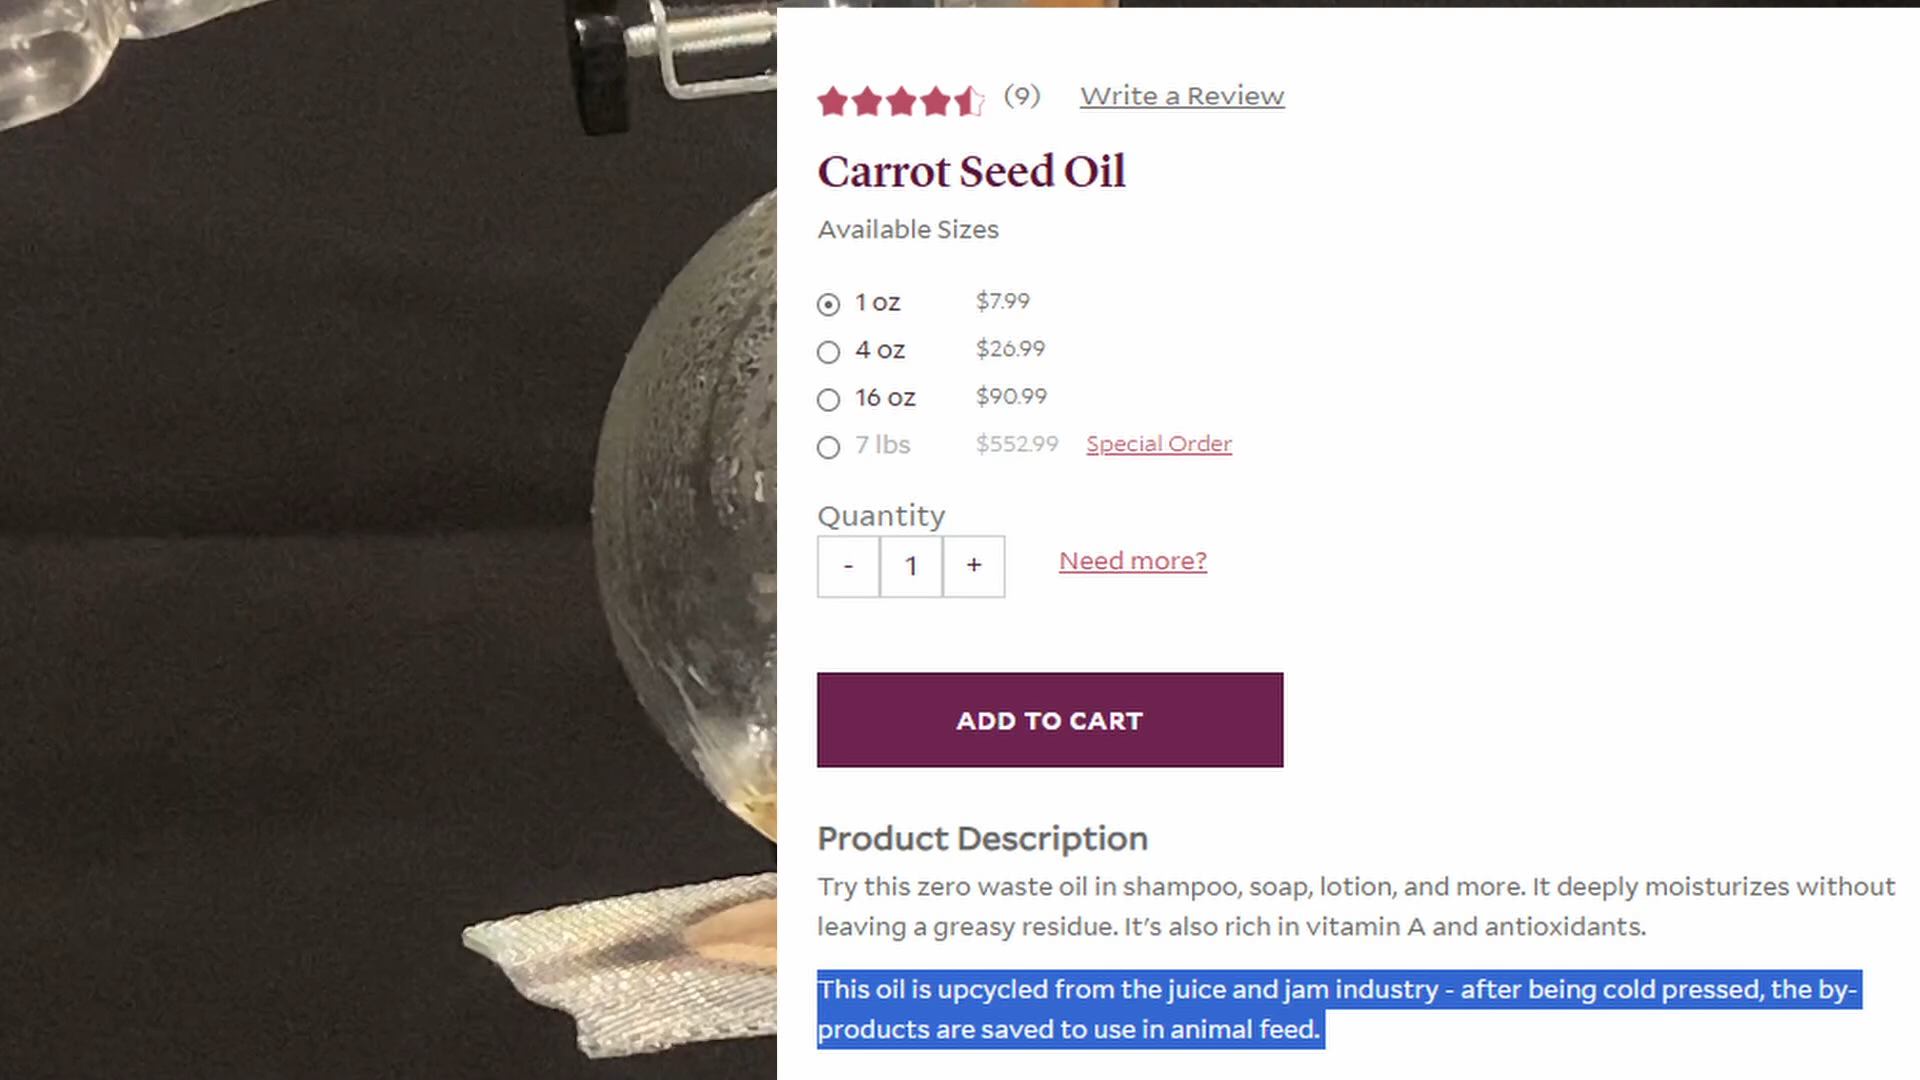 (9) Write a Review
Carrot Seed Oil
Available Sizes
1 oz $7.99
4 oz $26.99
16 oz $90.99
7 lbs $552.99 Special Order
Quantity
- 1 + Need more?
ADD TO CART
Product Description
Try this zero waste oil in shampoo, soap, lotion, and more. It deeply moisturizes without
leaving a greasy residue. It's also rich in vitamin A and antioxidants.
This oil is upcycled from the juice and jam industry - after being cold pressed, the by-
products are saved to use in animal feed.